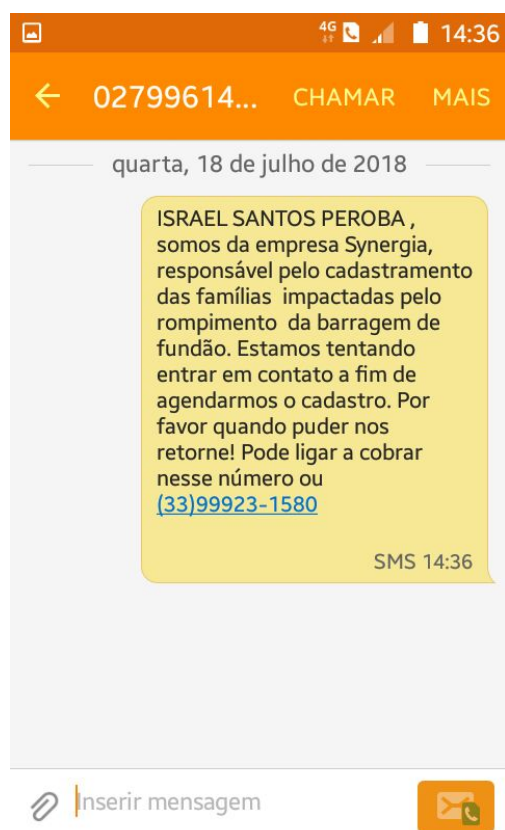 4G 14:36
02799614... CHAMAR MAIS
quarta, 18 de julho de 2018
ISRAEL SANTOS PEROBA ,
somos da empresa Synergia,
responsável pelo cadastramento
das famílias impactadas pelo
rompimento da barragem de
fundão. Estamos tentando
entrar em contato a fim de
agendarmos o cadastro. Por
favor quando puder nos
retorne! Pode ligar a cobrar
nesse número ou
(33)99923-1580
SMS 14:36
Inserir mensagem